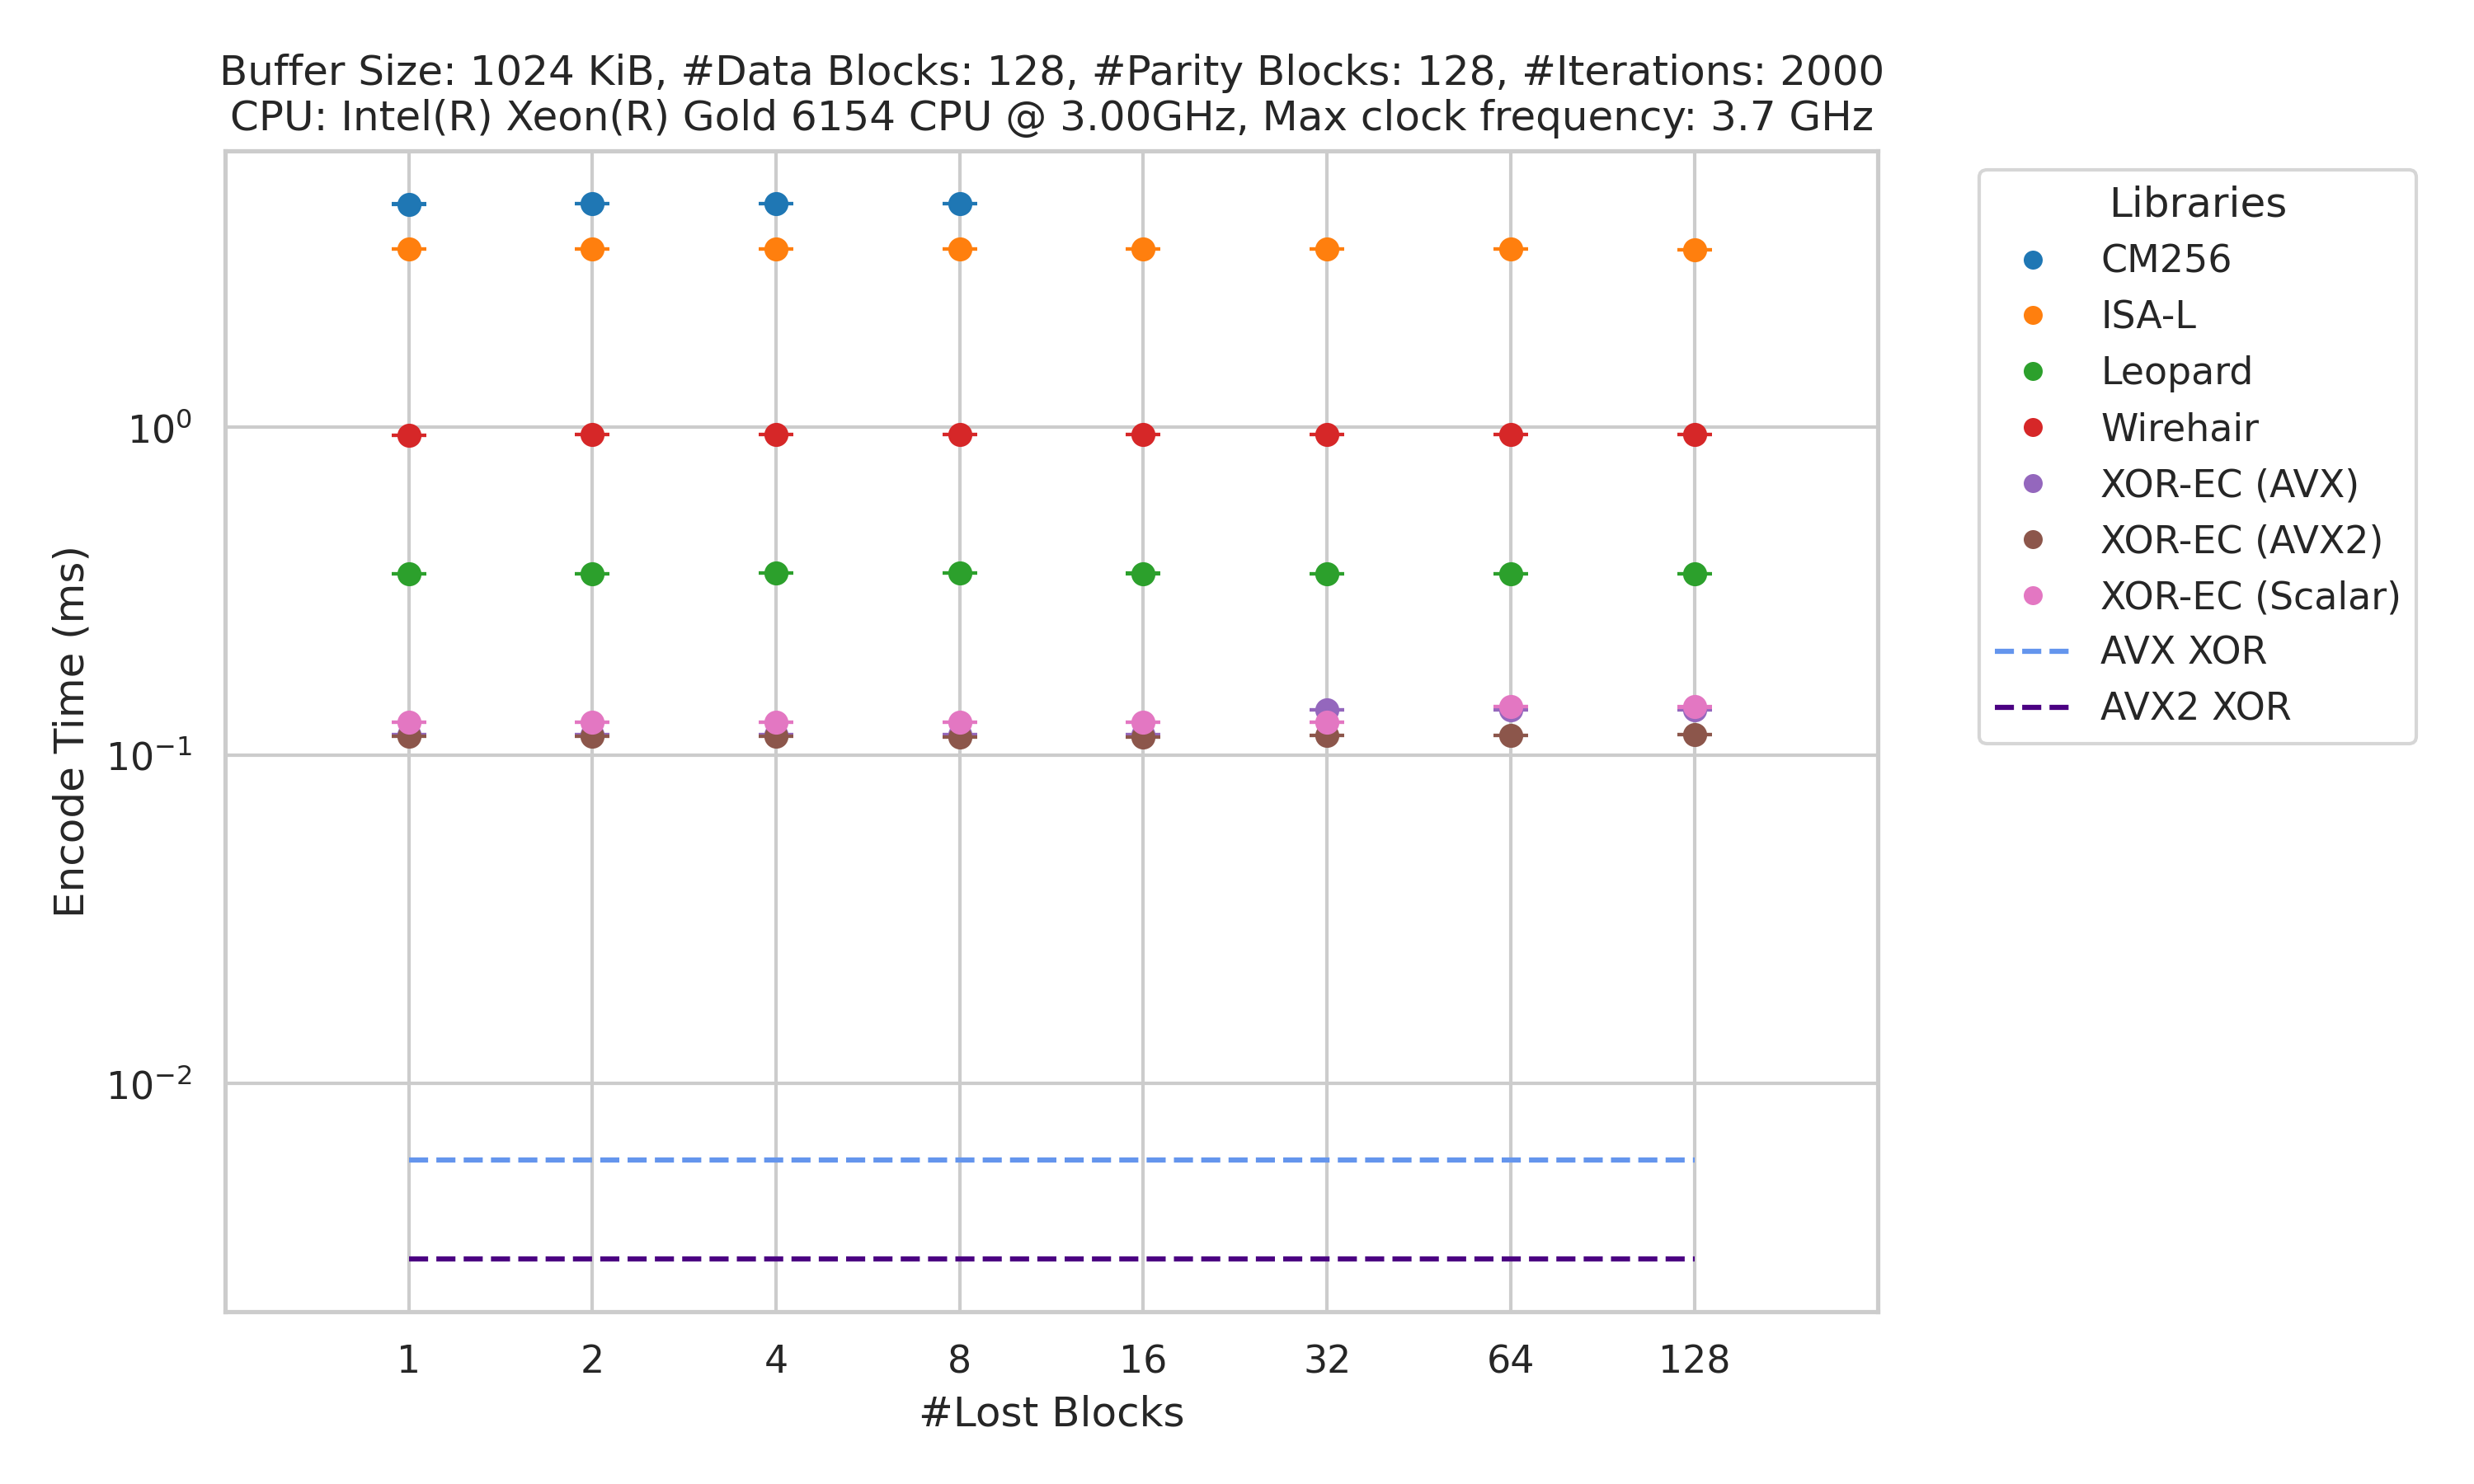 Buffer Size: 1024 KiB, #Data Blocks: 128, #Parity Blocks: 128, #Iterations: 2000
CPU: Intel(R) Xeon(R) Gold 6154 CPU @ 3.00GHz, Max clock frequency: 3.7 GHz
Libraries
CM256
ISA-L
Leopard
Wirehair
XOR-EC (AVX)
XOR-EC (AVX2)
XOR-EC (Scalar)
AVX XOR
AVX2 XOR
Encode Time (ms)
10⁰
10⁻¹
10⁻²
1 2 4 8 16 32 64 128
#Lost Blocks